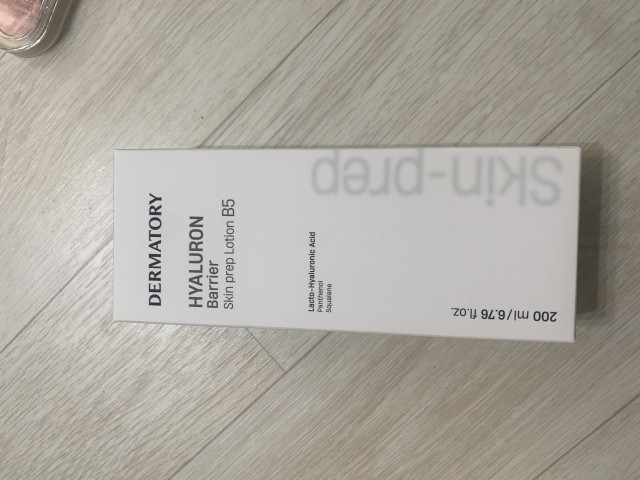 DERMATORY
HYALURON
Barrier
Skin prep Lotion B5
Lacto-Hyaluronic Acid
Panthenol
Squalane
Skin-prep
200 ml/6.76 fl.oz.